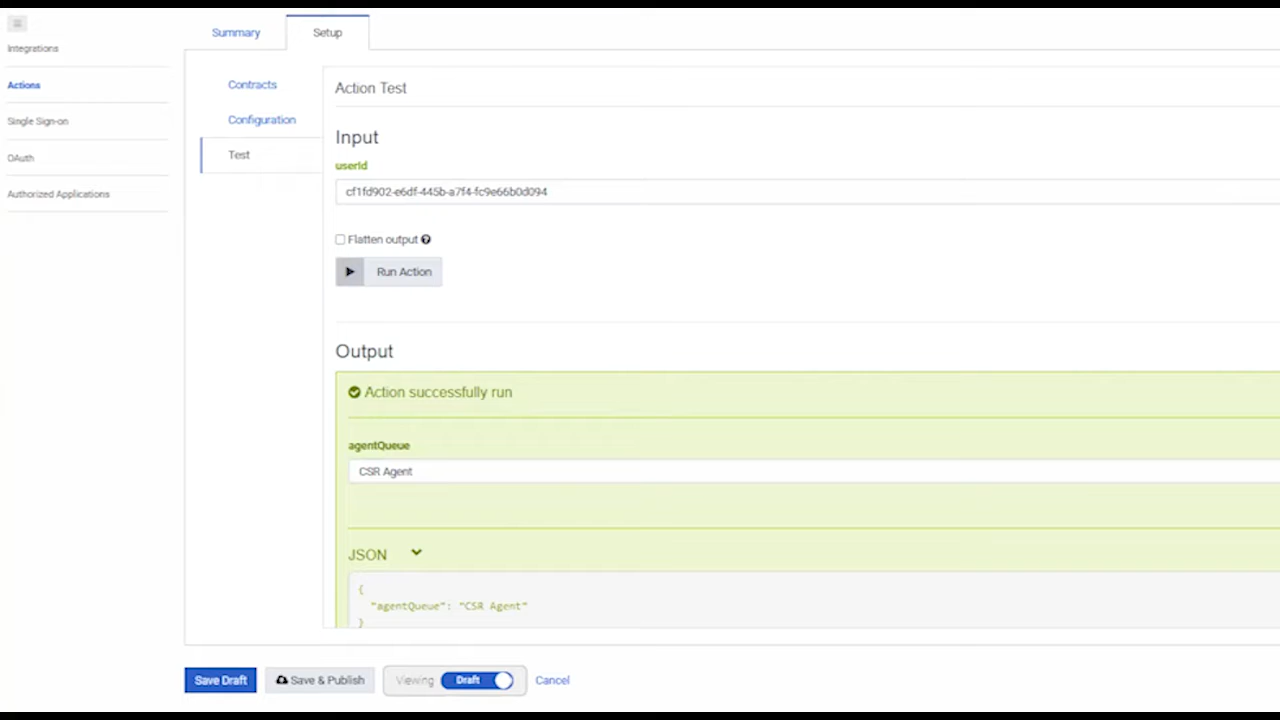 Summary
Setup
Integrations
Actions
Single Sign-on
OAuth
Authorized Applications
Contracts
Configuration
Test
Action Test
Input
userId
cf1fd902-e6df-445b-a7f4-fc9e66b0d094
Flatten output
Run Action
Output
Action successfully run
agentQueue
CSR Agent
JSON
{
"agentQueue": "CSR Agent"
}
Save Draft
Save & Publish
Viewing
Draft
Cancel